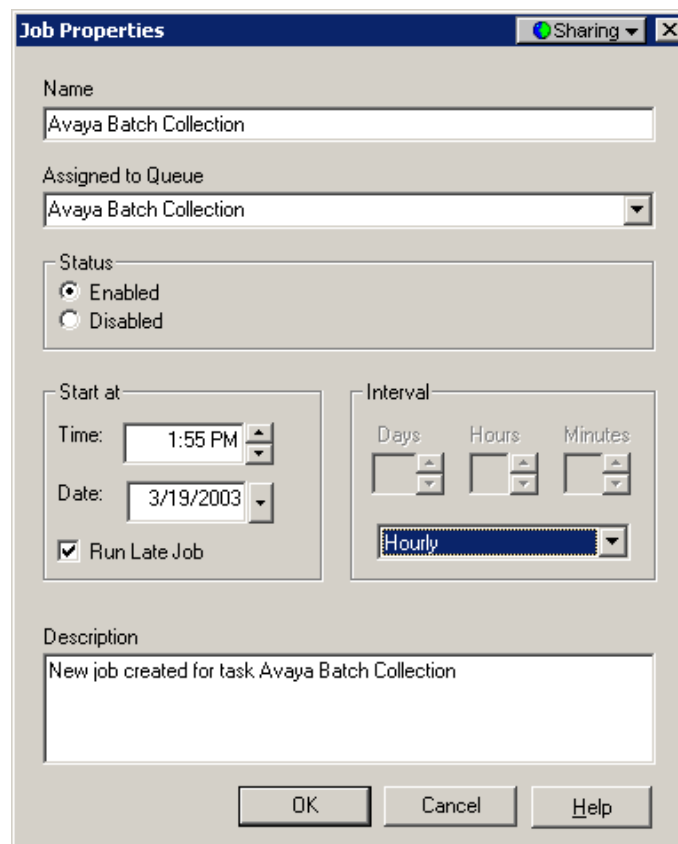 Job Properties
Sharing
Name
Avaya Batch Collection
Assigned to Queue
Avaya Batch Collection
Status
Enabled
Disabled
Start at
Time: 1:55 PM
Date: 3/19/2003
Run Late Job
Interval
Days Hours Minutes
Hourly
Description
New job created for task Avaya Batch Collection
OK Cancel Help